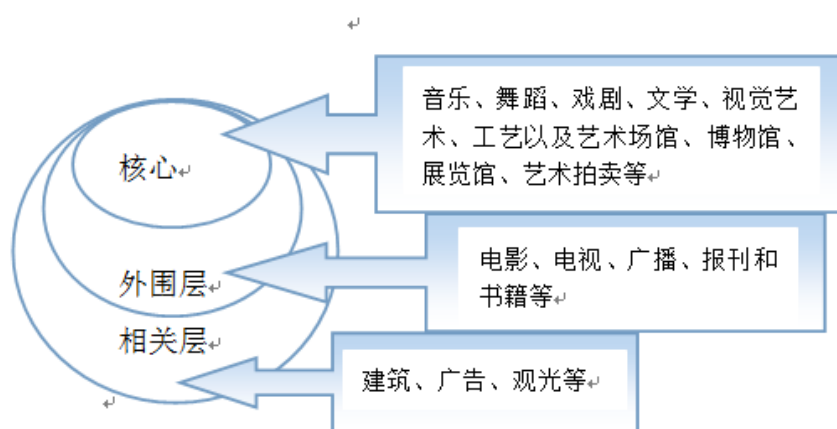 音乐、舞蹈、戏剧、文学、视觉艺
术、工艺以及艺术场馆、博物馆、
展览馆、艺术拍卖等
核心
电影、电视、广播、报刊和
书籍等
外围层
相关层
建筑、广告、观光等